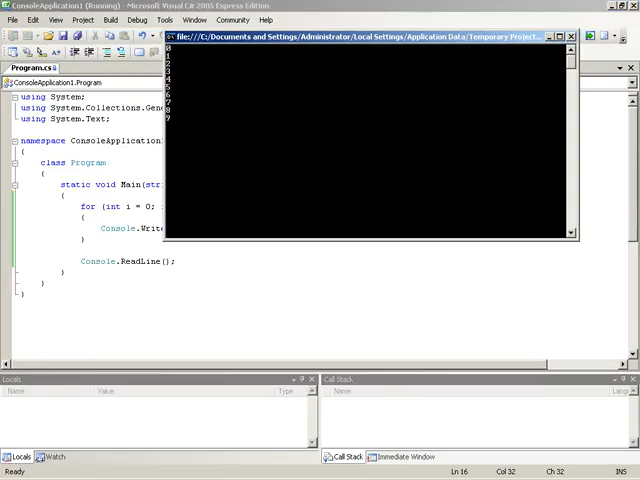 ConsoleApplication1 (Running) - Microsoft Visual C# 2005 Express Edition
File Edit View Project Build Debug Tools Window Community Help
Program.cs
ConsoleApplication1.Program
using System;
using System.Collections.Gen
using System.Text;
namespace ConsoleApplication
{
class Program
{
static void Main(str
{
for (int i = 0; i
{
Console.Write
}
Console.ReadLine();
}
}
}
file:///C:/Documents and Settings/Administrator/Local Settings/Application Data/Temporary Project...
0
1
2
3
4
5
6
7
8
9
Locals
Name Value Type
Locals Watch
Call Stack
Name Lang
Call Stack Immediate Window
Ready Ln 16 Col 32 Ch 32 INS